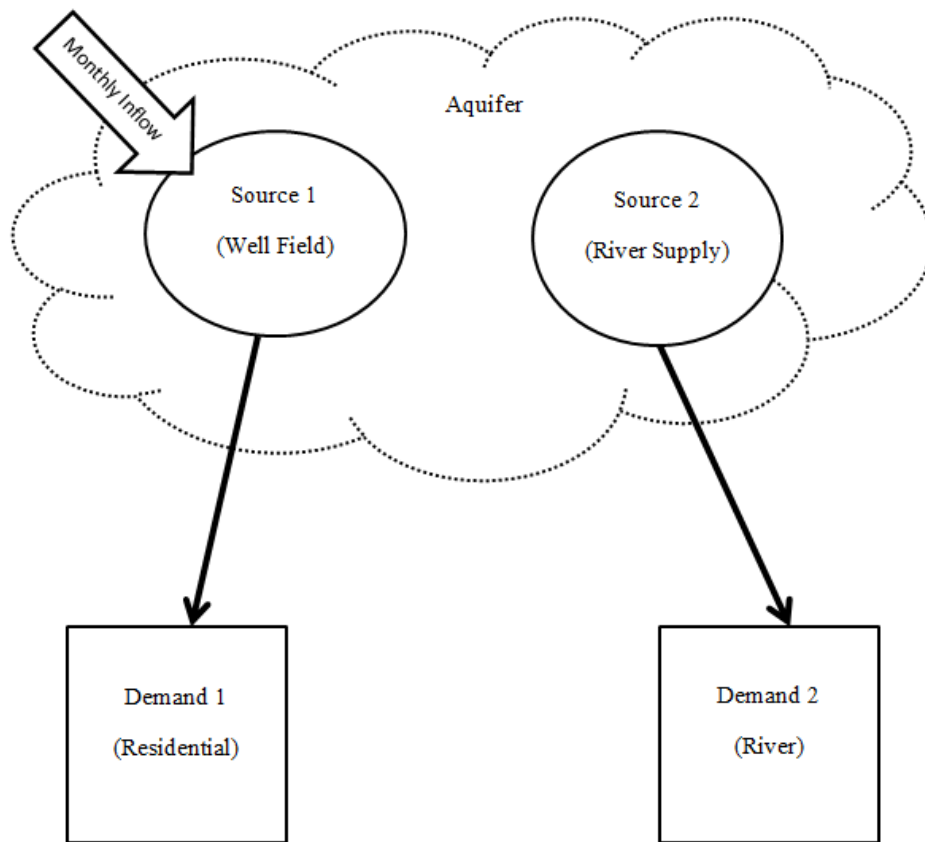 Monthly Inflow
Aquifer
Source 1
(Well Field)
Source 2
(River Supply)
Demand 1
(Residential)
Demand 2
(River)